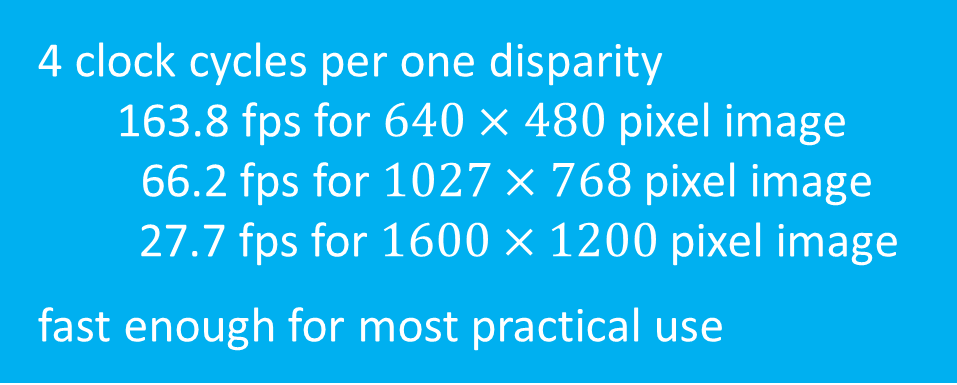 4 clock cycles per one disparity
163.8 fps for 640 × 480 pixel image
66.2 fps for 1027 × 768 pixel image
27.7 fps for 1600 × 1200 pixel image
fast enough for most practical use